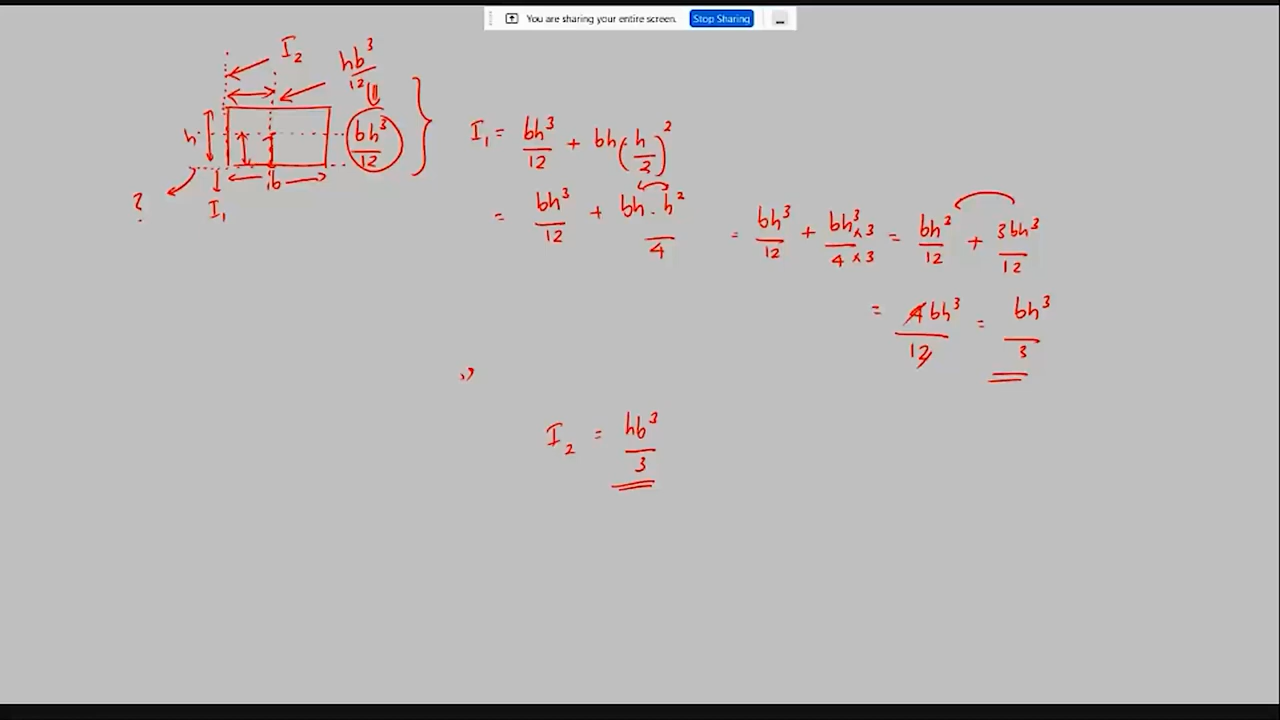 You are sharing your entire screen. Stop Sharing
I₂
hb³/12
h
bh³/12
b
?
I₁
I₁ = bh³/12 + bh(h/2)²
= bh³/12 + bh . h²/4
= bh³/12 + bh³×3/4×3 = bh²/12 + 3bh³/12
= 4bh³/12 = bh³/3
I₂ = hb³/3